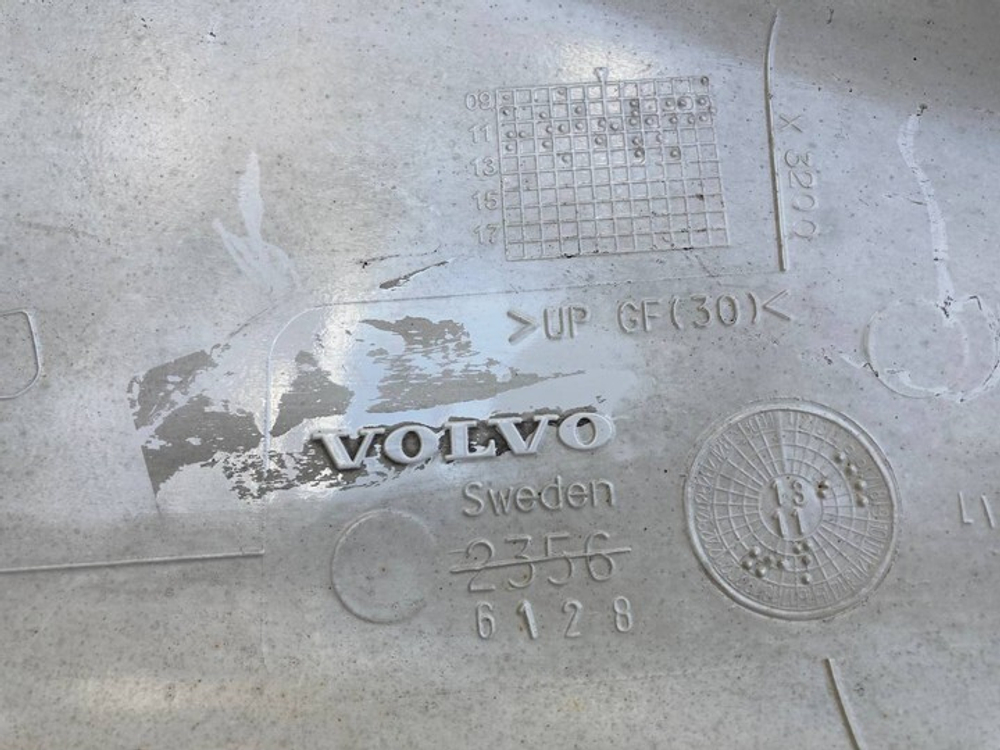 09
11
13
15
17
X 3200
>UP GF(30)<
VOLVO
Sweden
2356
6128
13
11